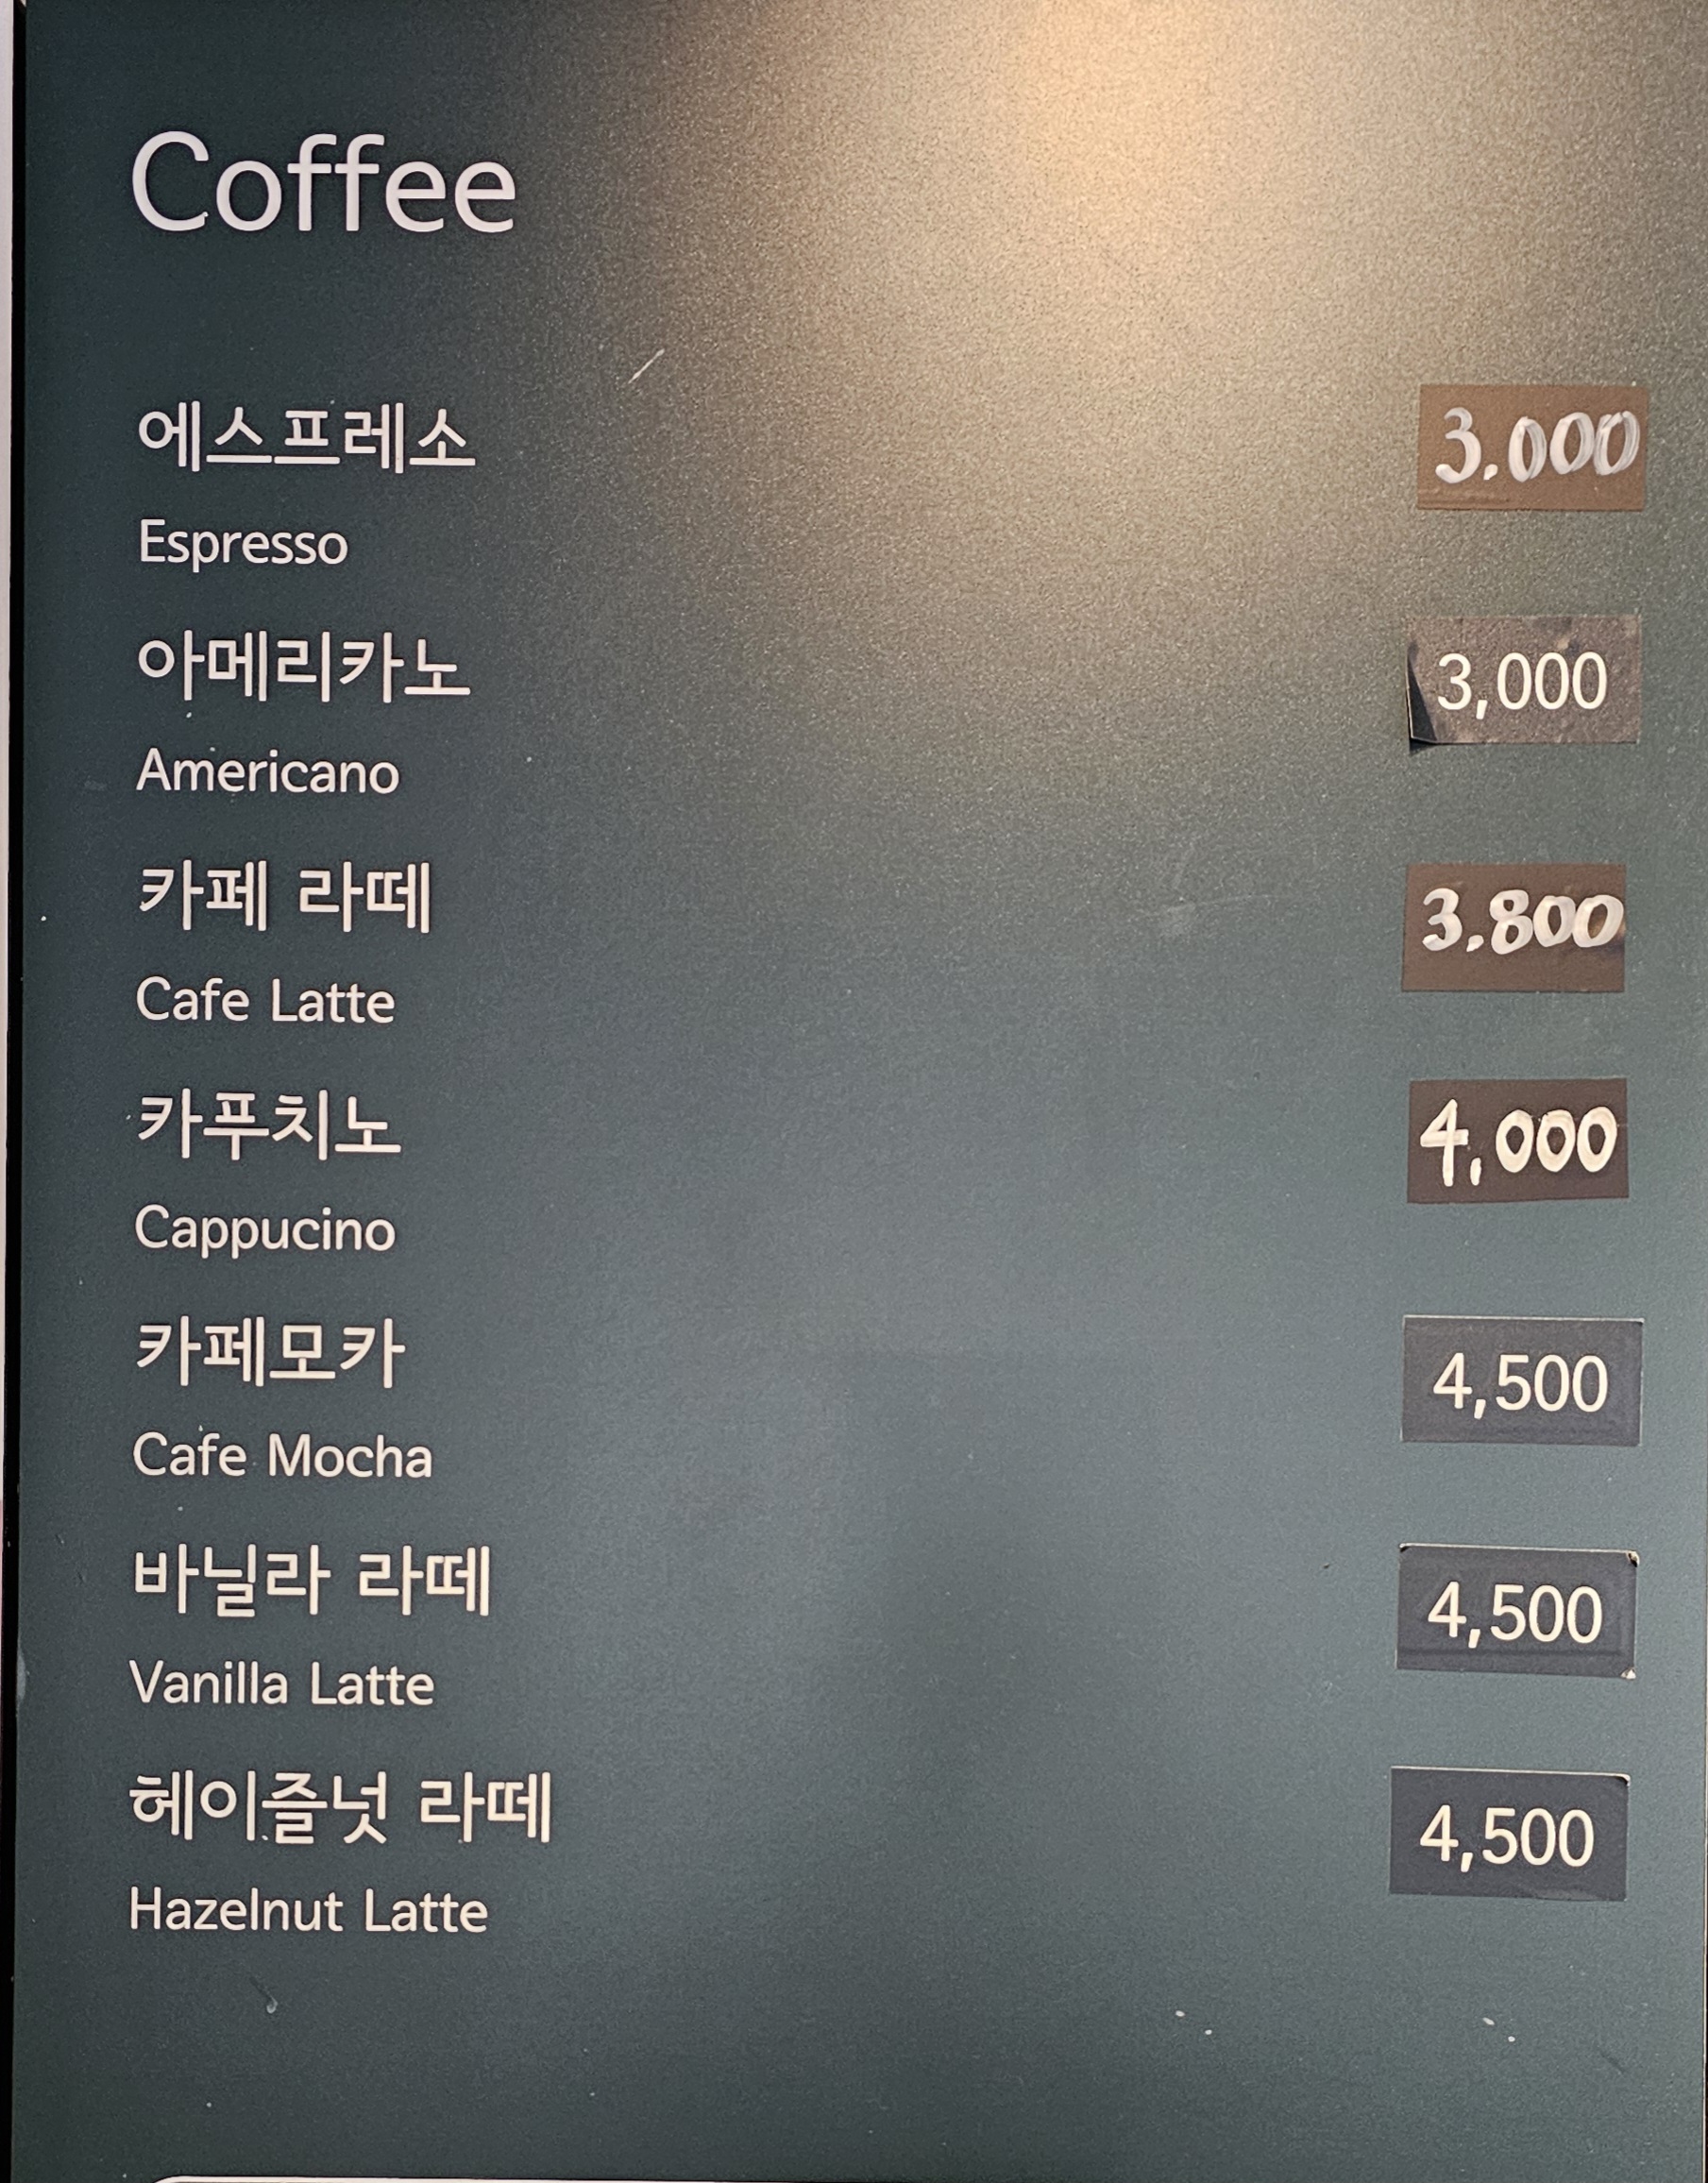 Coffee
에스프레소 3.000
Espresso
아메리카노 3,000
Americano
카페 라떼 3.800
Cafe Latte
카푸치노 4,000
Cappucino
카페모카 4,500
Cafe Mocha
바닐라 라떼 4,500
Vanilla Latte
헤이즐넛 라떼 4,500
Hazelnut Latte